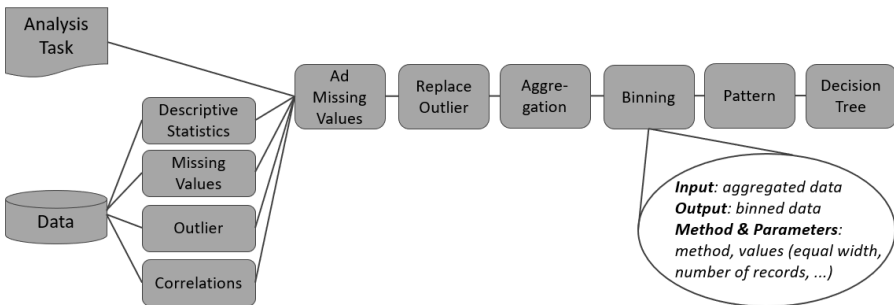 Analysis
Task
Data
Descriptive
Statistics
Missing
Values
Outlier
Correlations
Ad
Missing
Values
Replace
Outlier
Aggre-
gation
Binning
Pattern
Decision
Tree
Input: aggregated data
Output: binned data
Method & Parameters:
method, values (equal width,
number of records, ...)